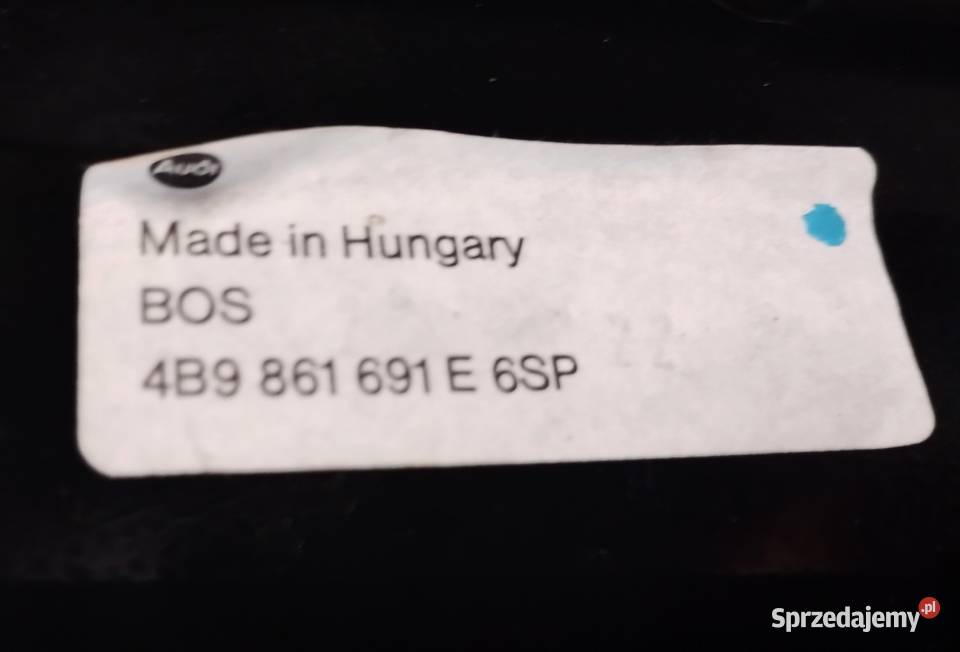 Audi
Made in Hungary
BOS
4B9 861 691 E 6SP
Sprzedajemy.pl